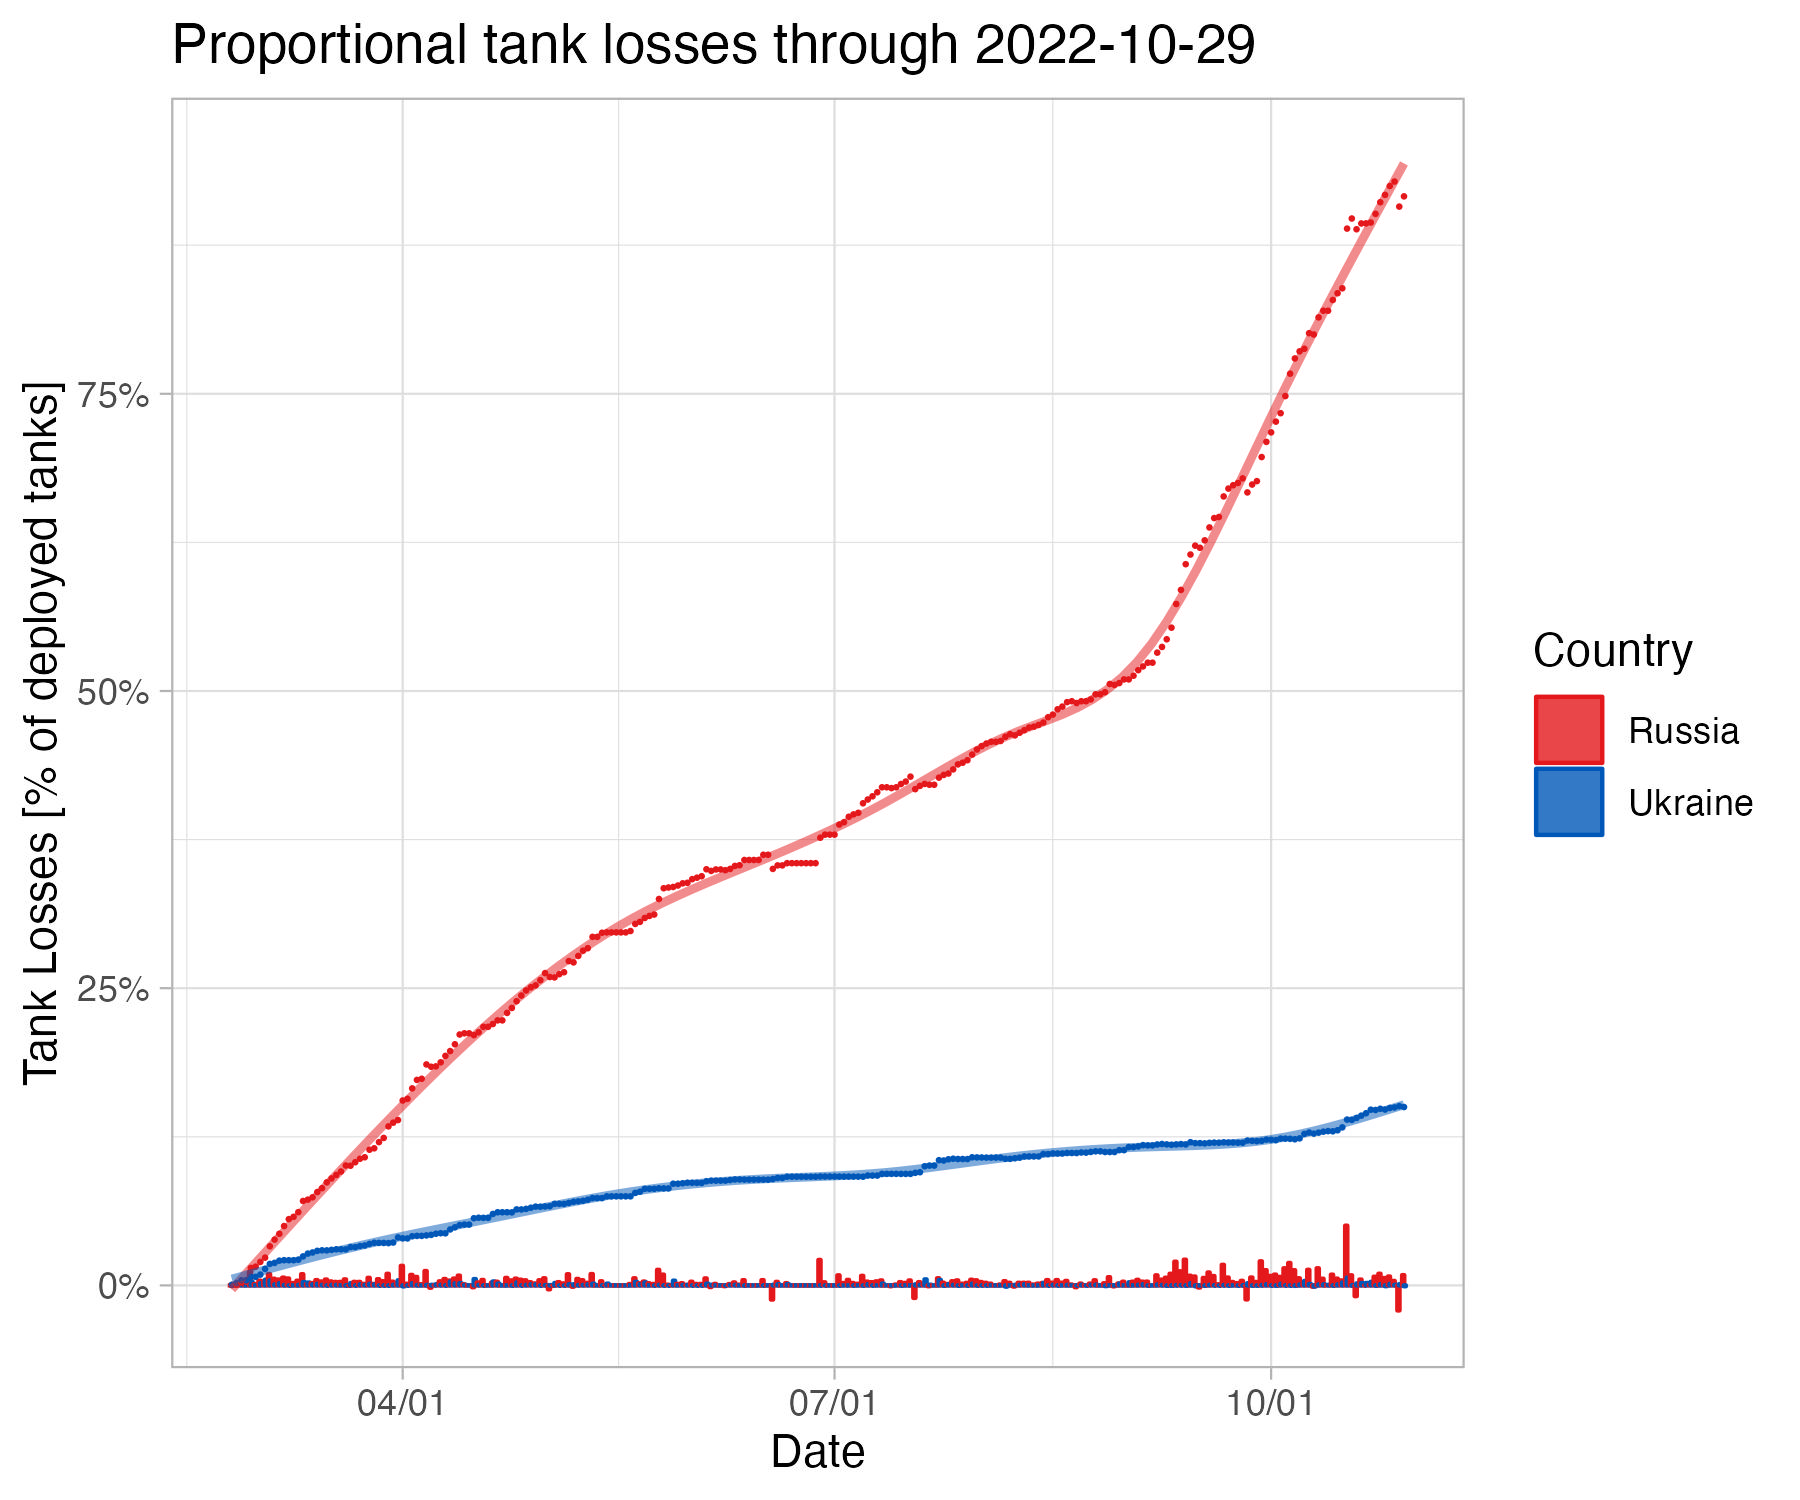 Proportional tank losses through 2022-10-29
Tank Losses [% of deployed tanks]
75%
50%
25%
0%
04/01
07/01
10/01
Date
Country
Russia
Ukraine